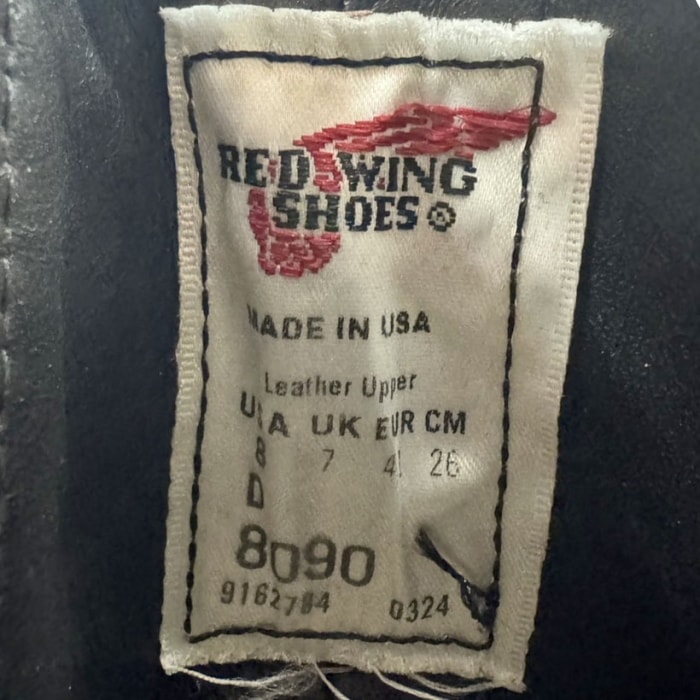 RED WING
SHOES ®
MADE IN USA
Leather Upper
USA UK EUR CM
8 7 41 26
D
8090
9162784 0324